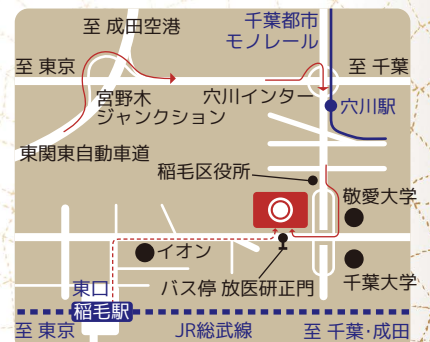 至 成田空港
千葉都市
モノレール
至 東京
至 千葉
宮野木
ジャンクション
穴川インター
穴川駅
東関東自動車道
稲毛区役所
敬愛大学
イオン
千葉大学
東口
バス停 放医研正門
稲毛駅
至 東京
JR総武線
至 千葉・成田